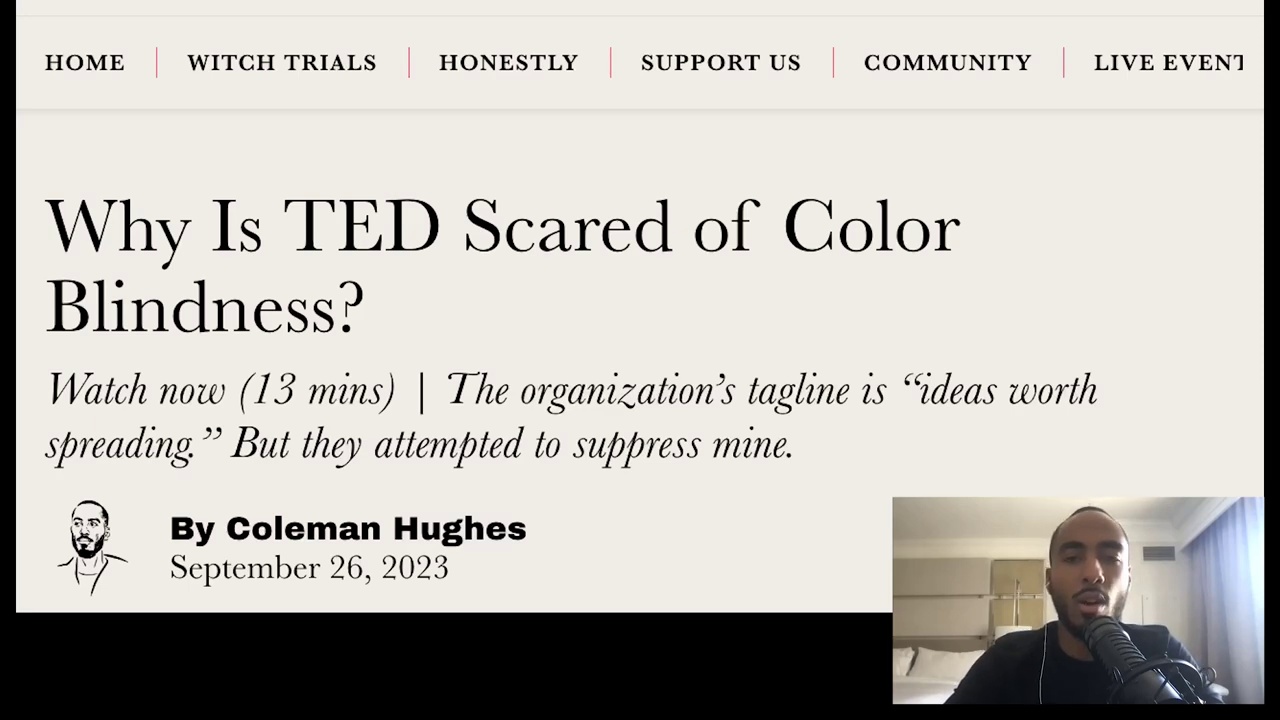 HOME WITCH TRIALS HONESTLY SUPPORT US COMMUNITY LIVE EVENT
Why Is TED Scared of Color
Blindness?
Watch now (13 mins) | The organization’s tagline is “ideas worth
spreading.” But they attempted to suppress mine.
By Coleman Hughes
September 26, 2023